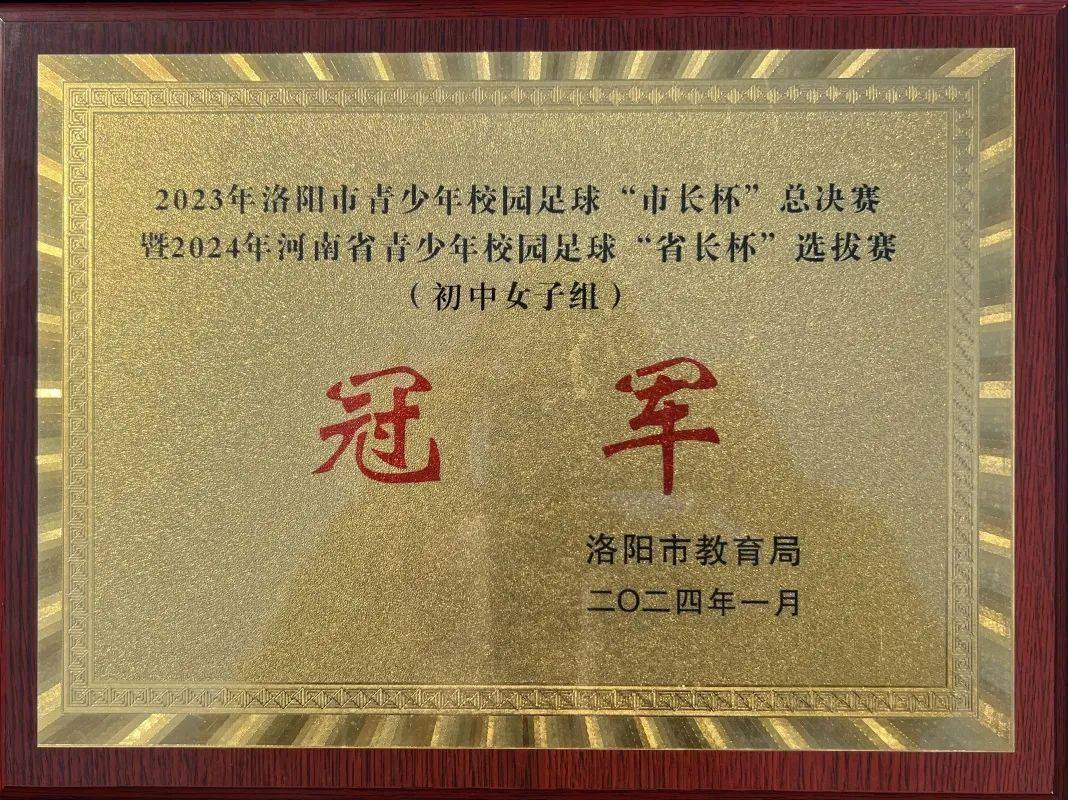 2023年洛阳市青少年校园足球“市长杯”总决赛
暨2024年河南省青少年校园足球“省长杯”选拔赛
（初中女子组）
冠军
洛阳市教育局
二〇二四年一月